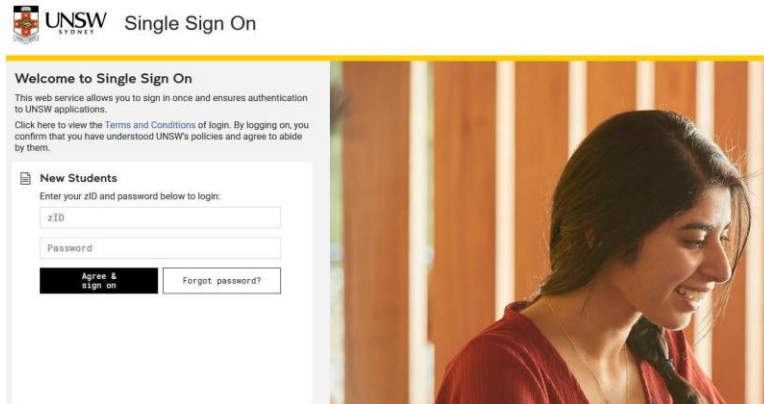 UNSW
SYDNEY
Single Sign On
Welcome to Single Sign On
This web service allows you to sign in once and ensures authentication
to UNSW applications.
Click here to view the Terms and Conditions of login. By logging on, you
confirm that you have understood UNSW's policies and agree to abide
by them.
New Students
Enter your zID and password below to login:
zID
Password
Agree &
sign on
Forgot password?